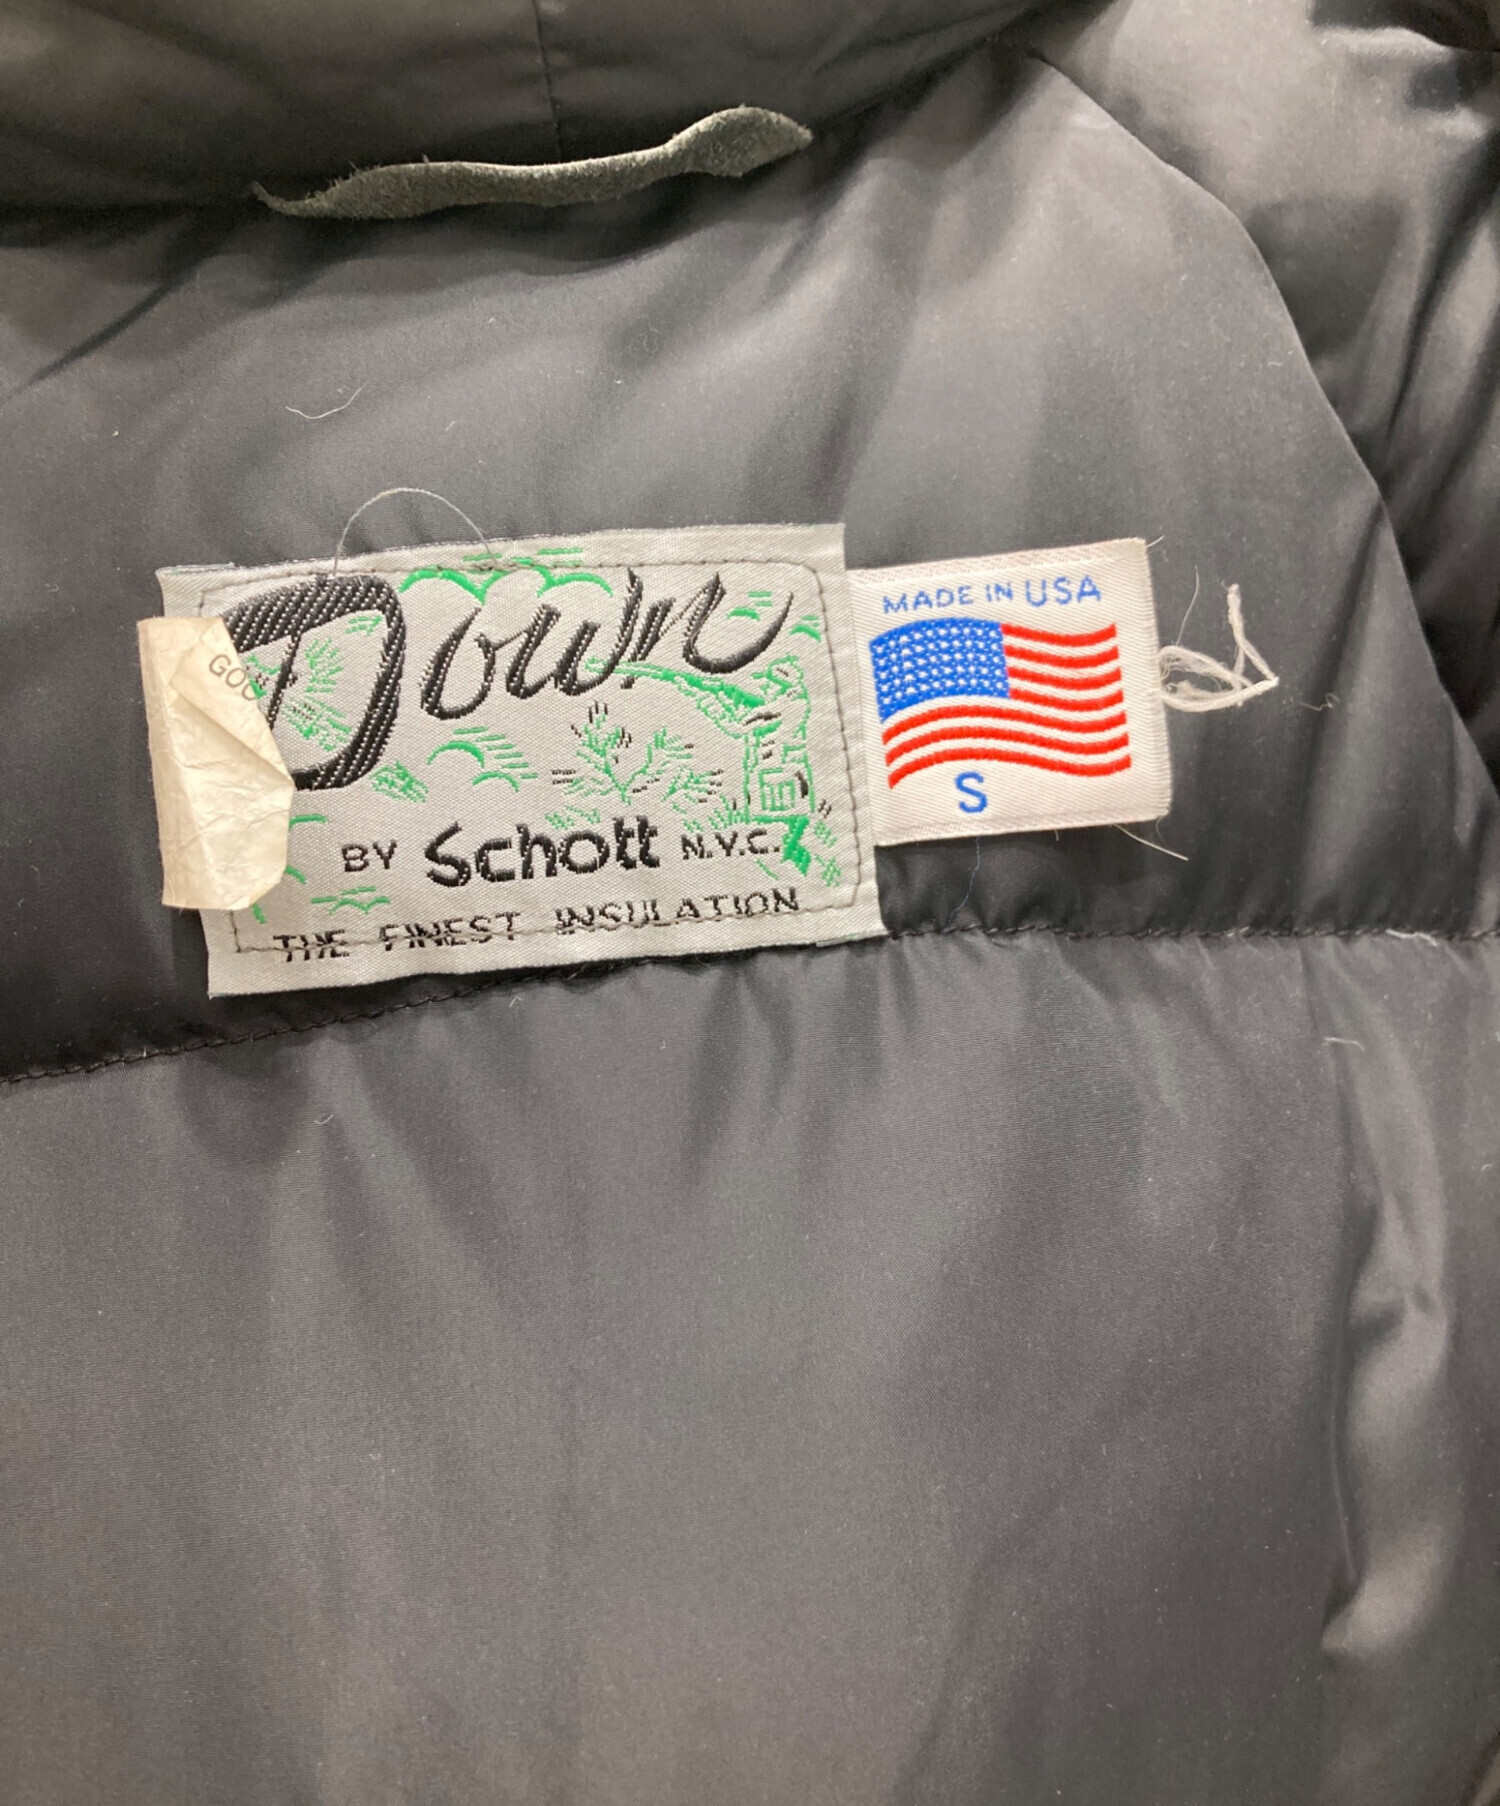 Down
BY Schott N.Y.C.
THE FINEST INSULATION
MADE IN USA
S